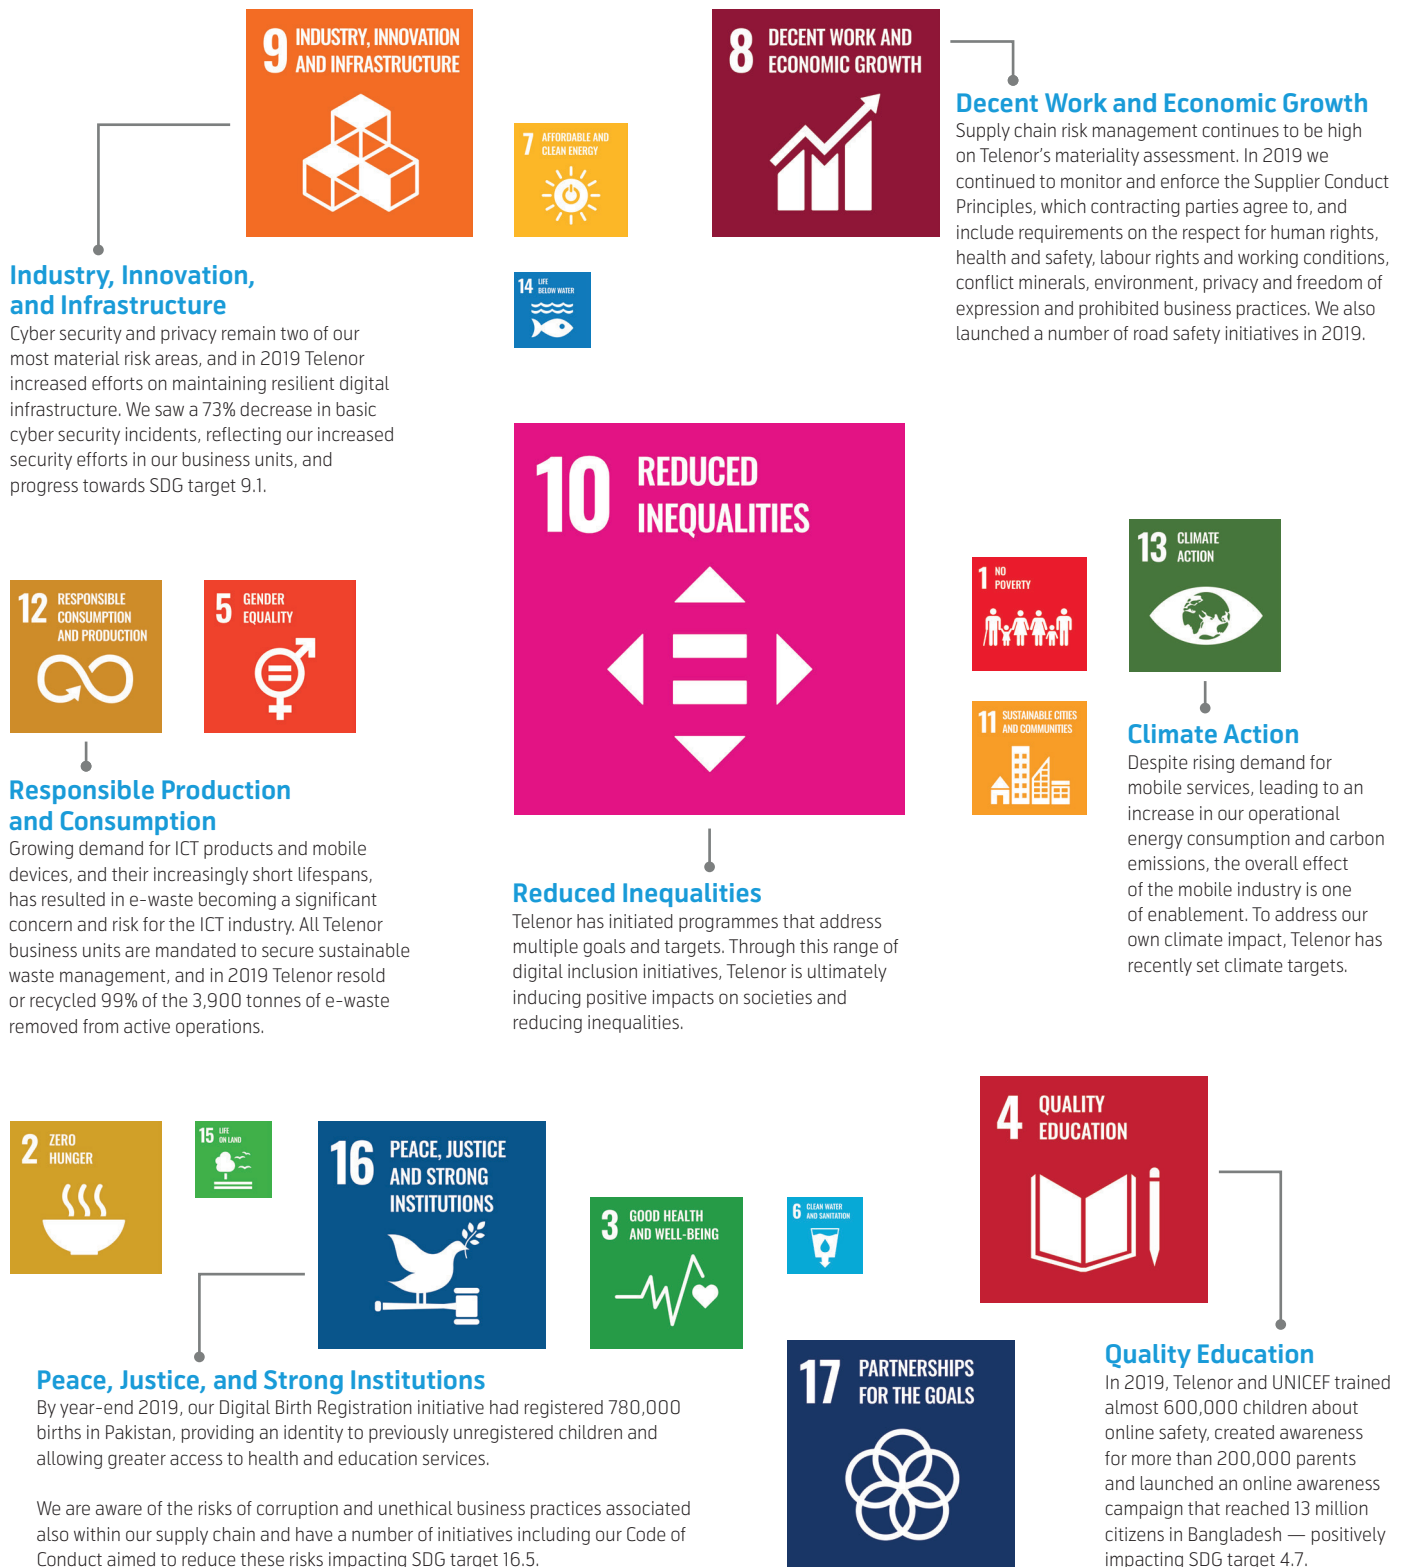 9 INDUSTRY, INNOVATION
AND INFRASTRUCTURE
7 AFFORDABLE AND
CLEAN ENERGY
8 DECENT WORK AND
ECONOMIC GROWTH
Decent Work and Economic Growth
Supply chain risk management continues to be high
on Telenor's materiality assessment. In 2019 we
continued to monitor and enforce the Supplier Conduct
Principles, which contracting parties agree to, and
include requirements on the respect for human rights,
health and safety, labour rights and working conditions,
conflict minerals, environment, privacy and freedom of
expression and prohibited business practices. We also
launched a number of road safety initiatives in 2019.
Industry, Innovation,
and Infrastructure
Cyber security and privacy remain two of our
most material risk areas, and in 2019 Telenor
increased efforts on maintaining resilient digital
infrastructure. We saw a 73% decrease in basic
cyber security incidents, reflecting our increased
security efforts in our business units, and
progress towards SDG target 9.1.
14 LIFE
BELOW WATER
10 REDUCED
INEQUALITIES
1 NO
POVERTY
13 CLIMATE
ACTION
12 RESPONSIBLE
CONSUMPTION
AND PRODUCTION
5 GENDER
EQUALITY
11 SUSTAINABLE CITIES
AND COMMUNITIES
Climate Action
Despite rising demand for
mobile services, leading to an
increase in our operational
energy consumption and carbon
emissions, the overall effect
of the mobile industry is one
of enablement. To address our
own climate impact, Telenor has
recently set climate targets.
Responsible Production
and Consumption
Growing demand for ICT products and mobile
devices, and their increasingly short lifespans,
has resulted in e-waste becoming a significant
concern and risk for the ICT industry. All Telenor
business units are mandated to secure sustainable
waste management, and in 2019 Telenor resold
or recycled 99% of the 3,900 tonnes of e-waste
removed from active operations.
Reduced Inequalities
Telenor has initiated programmes that address
multiple goals and targets. Through this range of
digital inclusion initiatives, Telenor is ultimately
inducing positive impacts on societies and
reducing inequalities.
2 ZERO
HUNGER
15 LIFE
ON LAND
16 PEACE, JUSTICE
AND STRONG
INSTITUTIONS
3 GOOD HEALTH
AND WELL-BEING
6 CLEAN WATER
AND SANITATION
4 QUALITY
EDUCATION
Peace, Justice, and Strong Institutions
By year-end 2019, our Digital Birth Registration initiative had registered 780,000
births in Pakistan, providing an identity to previously unregistered children and
allowing greater access to health and education services.
We are aware of the risks of corruption and unethical business practices associated
also within our supply chain and have a number of initiatives including our Code of
Conduct aimed to reduce these risks impacting SDG target 16.5.
17 PARTNERSHIPS
FOR THE GOALS
Quality Education
In 2019, Telenor and UNICEF trained
almost 600,000 children about
online safety, created awareness
for more than 200,000 parents
and launched an online awareness
campaign that reached 13 million
citizens in Bangladesh — positively
impacting SDG target 4.7.